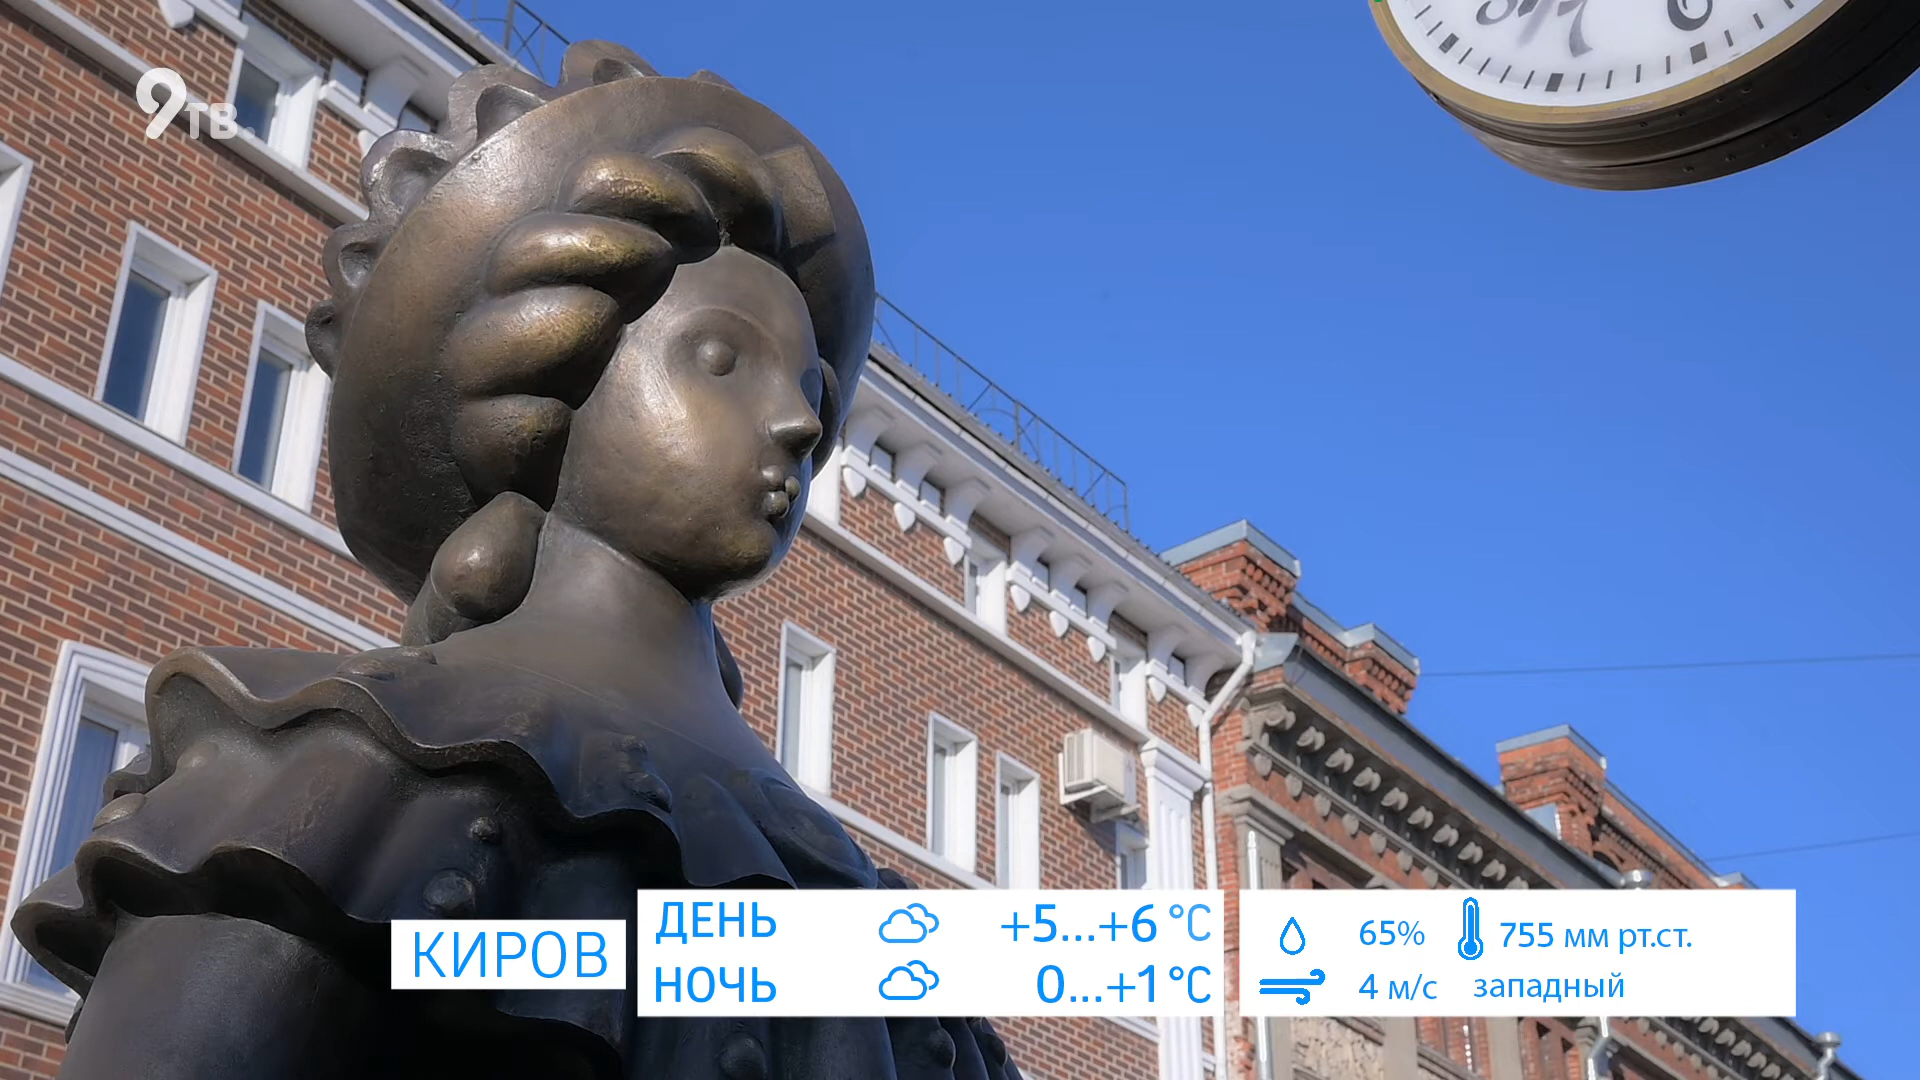 9ТВ
КИРОВ
ДЕНЬ +5...+6 °C
НОЧЬ 0...+1°C
65% 755 мм рт.ст.
4 м/с западный